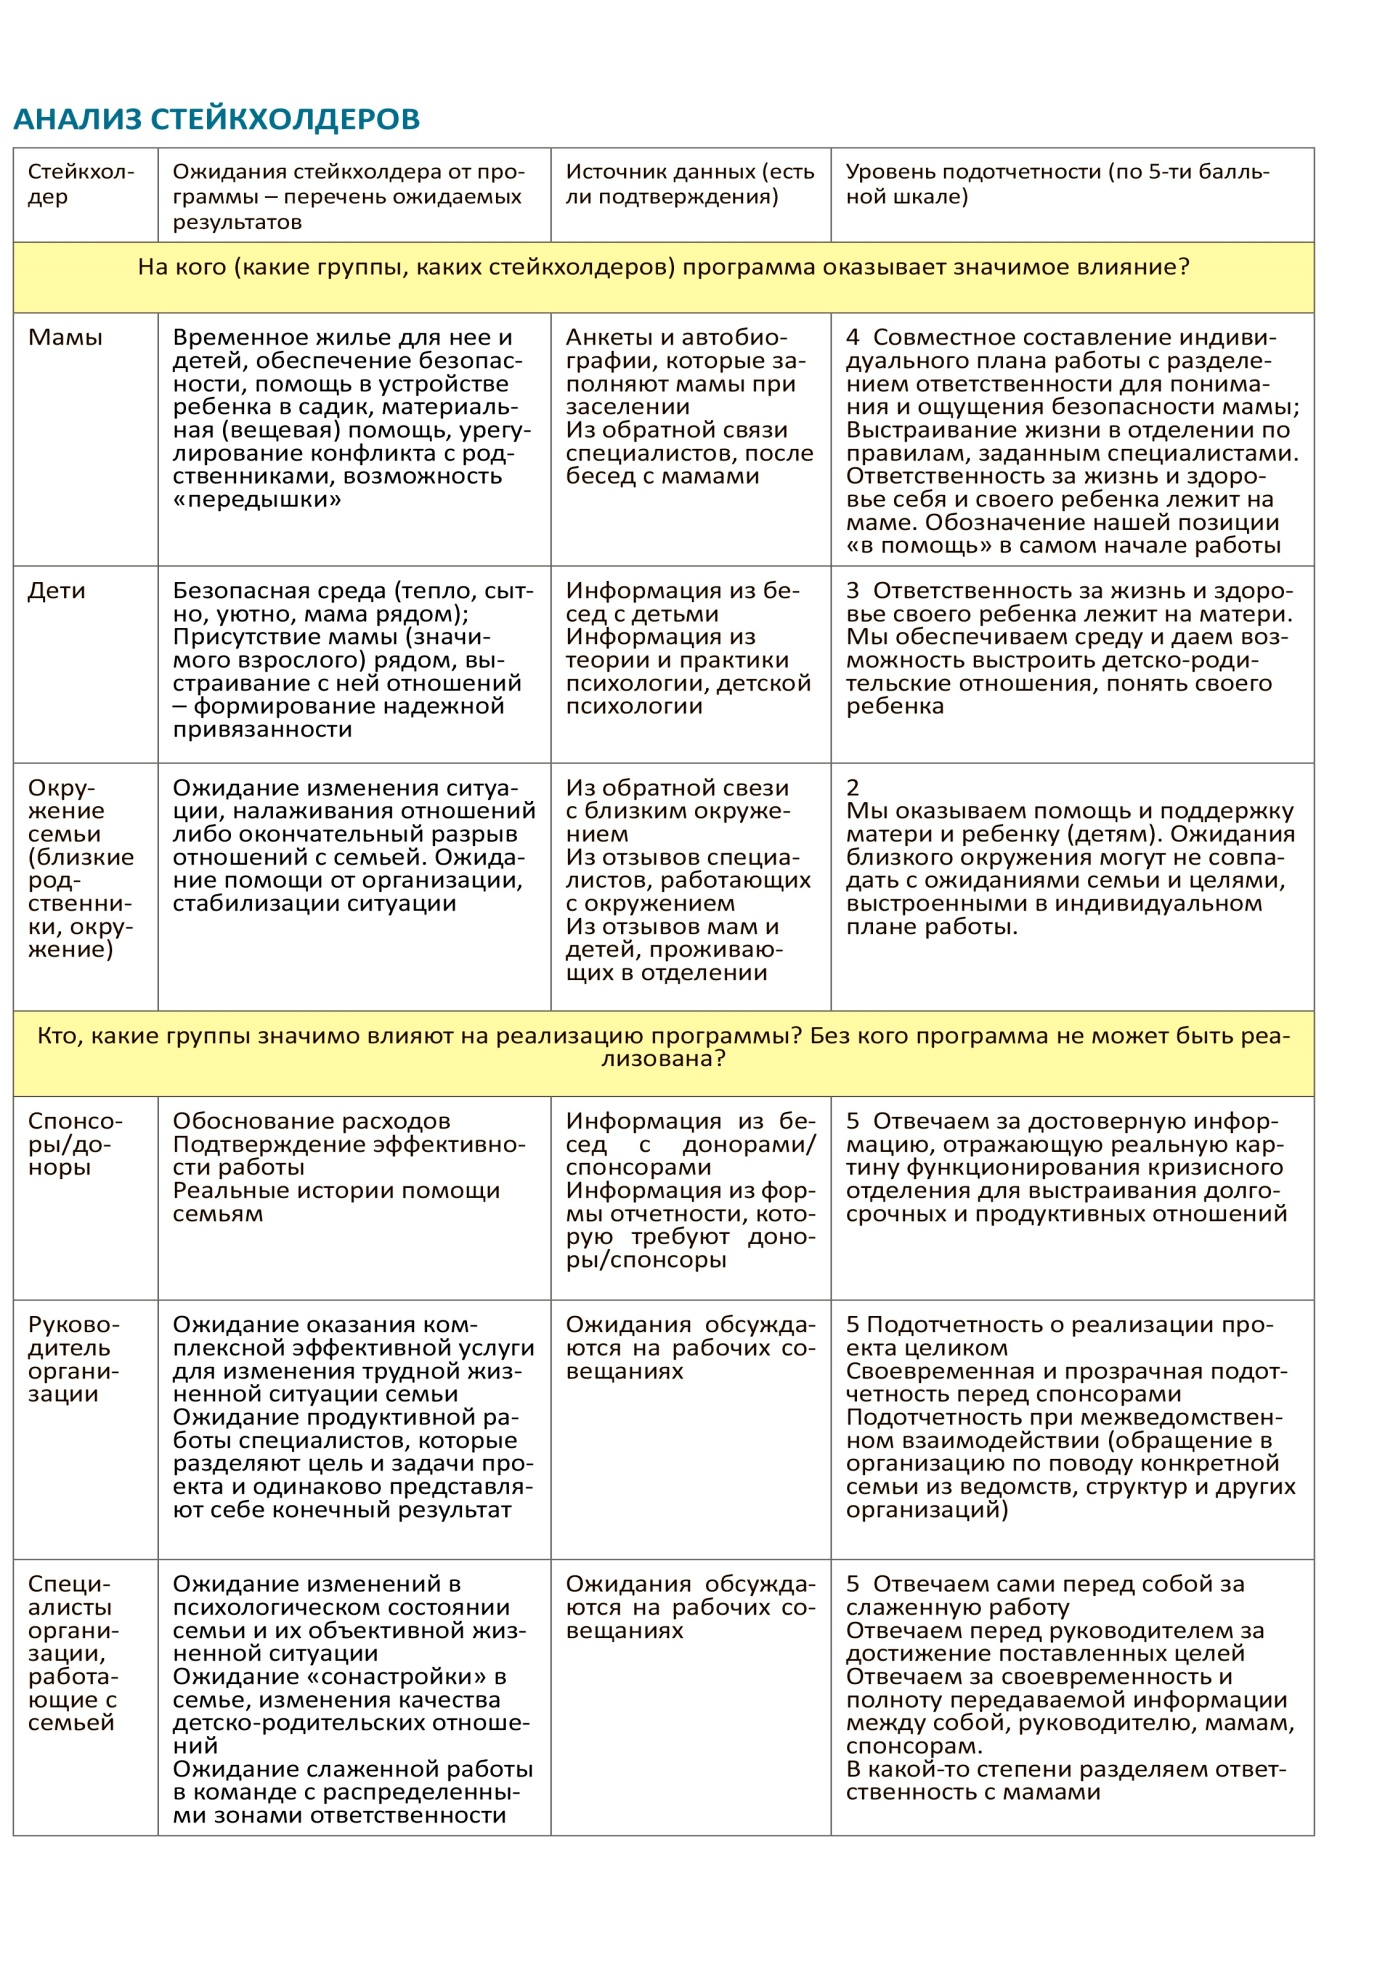 АНАЛИЗ СТЕЙКХОЛДЕРОВ
Стейкхол-
дер
Ожидания стейкхолдера от про-
граммы – перечень ожидаемых
результатов
Источник данных (есть
ли подтверждения)
Уровень подотчетности (по 5-ти балль-
ной шкале)
На кого (какие группы, каких стейкхолдеров) программа оказывает значимое влияние?
Мамы
Временное жилье для нее и
детей, обеспечение безопас-
ности, помощь в устройстве
ребенка в садик, материаль-
ная (вещевая) помощь, урегу-
лирование конфликта с род-
ственниками, возможность
«передышки»
Анкеты и автобио-
графии, которые за-
полняют мамы при
заселении
Из обратной связи
специалистов, после
бесед с мамами
4 Совместное составление индиви-
дуального плана работы с разделе-
нием ответственности для понима-
ния и ощущения безопасности мамы;
Выстраивание жизни в отделении по
правилам, заданным специалистами.
Ответственность за жизнь и здоро-
вье себя и своего ребенка лежит на
маме. Обозначение нашей позиции
«в помощь» в самом начале работы
Дети
Безопасная среда (тепло, сыт-
но, уютно, мама рядом);
Присутствие мамы (значи-
мого взрослого) рядом, вы-
страивание с ней отношений
– формирование надежной
привязанности
Информация из бе-
сед с детьми
Информация из
теории и практики
психологии, детской
психологии
3 Ответственность за жизнь и здоро-
вье своего ребенка лежит на матери.
Мы обеспечиваем среду и даем воз-
можность выстроить детско-роди-
тельские отношения, понять своего
ребенка
Окру-
жение
семьи
(близкие
род-
ственни-
ки, окру-
жение)
Ожидание изменения ситуа-
ции, налаживания отношений
либо окончательный разрыв
отношений с семьей. Ожида-
ние помощи от организации,
стабилизации ситуации
Из обратной свези
с близким окруже-
нием
Из отзывов специа-
листов, работающих
с окружением
Из отзывов мам и
детей, проживаю-
щих в отделении
2
Мы оказываем помощь и поддержку
матери и ребенку (детям). Ожидания
близкого окружения могут не совпа-
дать с ожиданиями семьи и целями,
выстроенными в индивидуальном
плане работы.
Кто, какие группы значимо влияют на реализацию программы? Без кого программа не может быть реа-
лизована?
Спонсо-
ры/до-
норы
Обоснование расходов
Подтверждение эффективно-
сти работы
Реальные истории помощи
семьям
Информация из бе-
сед с донорами/
спонсорами
Информация из фор-
мы отчетности, кото-
рую требуют доно-
ры/спонсоры
5 Отвечаем за достоверную инфор-
мацию, отражающую реальную кар-
тину функционирования кризисного
отделения для выстраивания долго-
срочных и продуктивных отношений
Руково-
дитель
органи-
зации
Ожидание оказания ком-
плексной эффективной услуги
для изменения трудной жиз-
ненной ситуации семьи
Ожидание продуктивной ра-
боты специалистов, которые
разделяют цель и задачи про-
екта и одинаково представля-
ют себе конечный результат
Ожидания обсужда-
ются на рабочих со-
вещаниях
5 Подотчетность о реализации про-
екта целиком
Своевременная и прозрачная подот-
четность перед спонсорами
Подотчетность при межведомствен-
ном взаимодействии (обращение в
организацию по поводу конкретной
семьи из ведомств, структур и других
организаций)
Специ-
алисты
органи-
зации,
работа-
ющие с
семьей
Ожидание изменений в
психологическом состоянии
семьи и их объективной жиз-
ненной ситуации
Ожидание «сонастройки» в
семье, изменения качества
детско-родительских отноше-
ний
Ожидание слаженной работы
в команде с распределенны-
ми зонами ответственности
Ожидания обсужда-
ются на рабочих со-
вещаниях
5 Отвечаем сами перед собой за
слаженную работу
Отвечаем перед руководителем за
достижение поставленных целей
Отвечаем за своевременность и
полноту передаваемой информации
между собой, руководителю, мамам,
спонсорам.
В какой-то степени разделяем ответ-
ственность с мамами